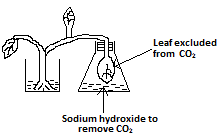 Leaf excluded
from CO₂
Sodium hydroxide to
remove CO₂